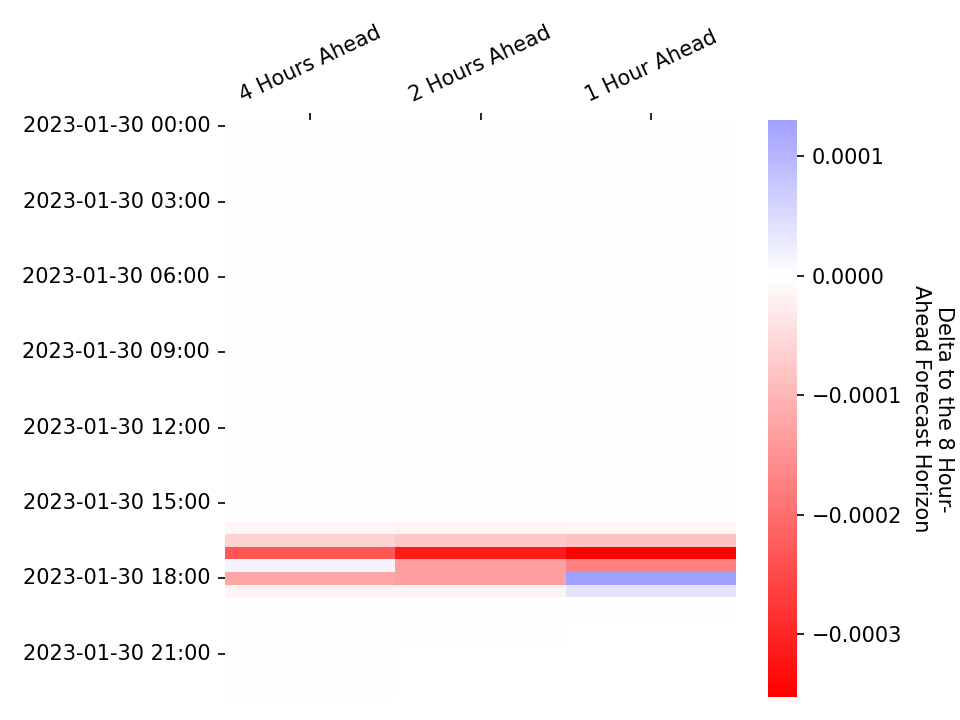 4 Hours Ahead
2 Hours Ahead
1 Hour Ahead
2023-01-30 00:00
2023-01-30 03:00
2023-01-30 06:00
2023-01-30 09:00
2023-01-30 12:00
2023-01-30 15:00
2023-01-30 18:00
2023-01-30 21:00
0.0001
0.0000
−0.0001
−0.0002
−0.0003
Delta to the 8 Hour-
Ahead Forecast Horizon